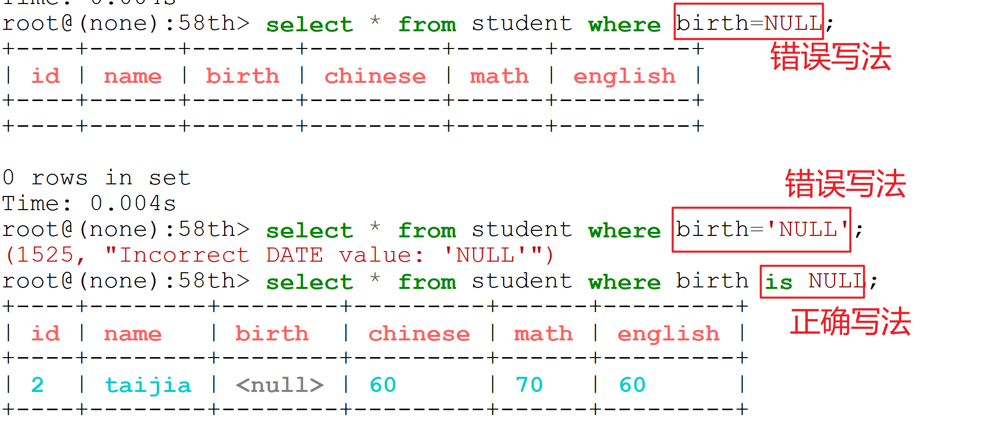 Time: 0.004s
root@(none):58th> select * from student where birth=NULL;
+----+------+-------+---------+------+---------+
错误写法
| id | name | birth | chinese | math | english |
+----+------+-------+---------+------+---------+
+----+------+-------+---------+------+---------+
0 rows in set
错误写法
Time: 0.004s
root@(none):58th> select * from student where birth='NULL';
(1525, "Incorrect DATE value: 'NULL'")
root@(none):58th> select * from student where birth is NULL;
+----+--------+--------+---------+------+---------+
正确写法
| id | name   | birth  | chinese | math | english |
+----+--------+--------+---------+------+---------+
| 2  | taijia | <null> | 60      | 70   | 60      |
+----+--------+--------+---------+------+---------+